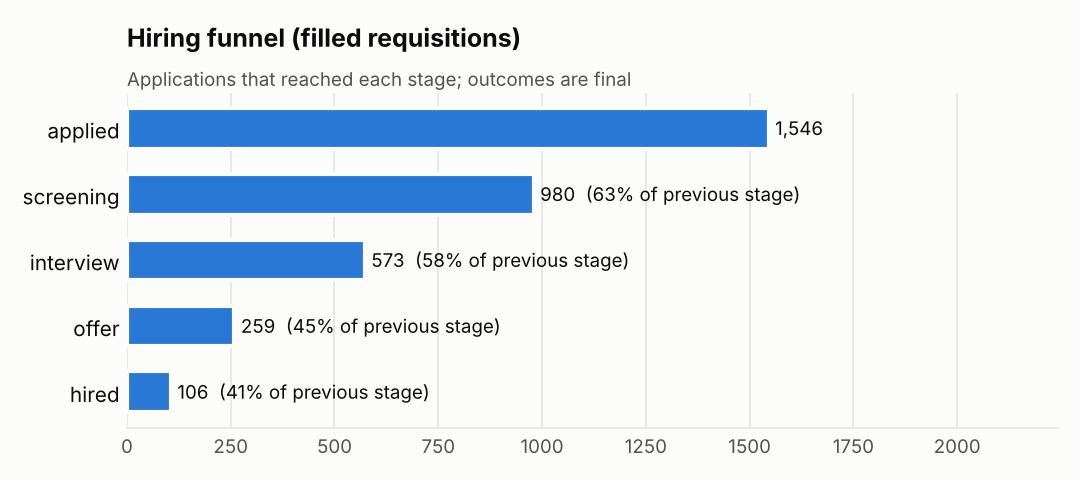 Hiring funnel (filled requisitions)
Applications that reached each stage; outcomes are final
applied 1,546
screening 980 (63% of previous stage)
interview 573 (58% of previous stage)
offer 259 (45% of previous stage)
hired 106 (41% of previous stage)
0 250 500 750 1000 1250 1500 1750 2000